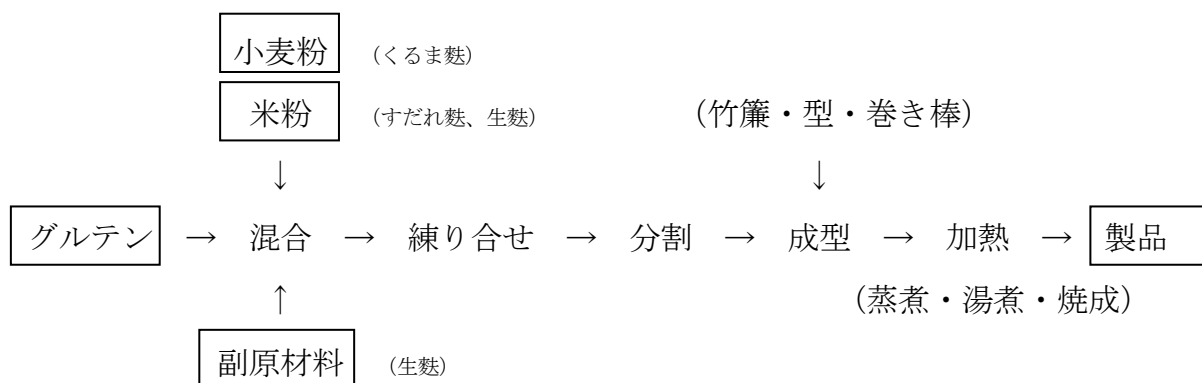 小麦粉 (くるま麩)
米粉 (すだれ麩、生麩) (竹簾・型・巻き棒)
↓ ↓
グルテン → 混合 → 練り合せ → 分割 → 成型 → 加熱 → 製品
↑ (蒸煮・湯煮・焼成)
副原材料 (生麩)